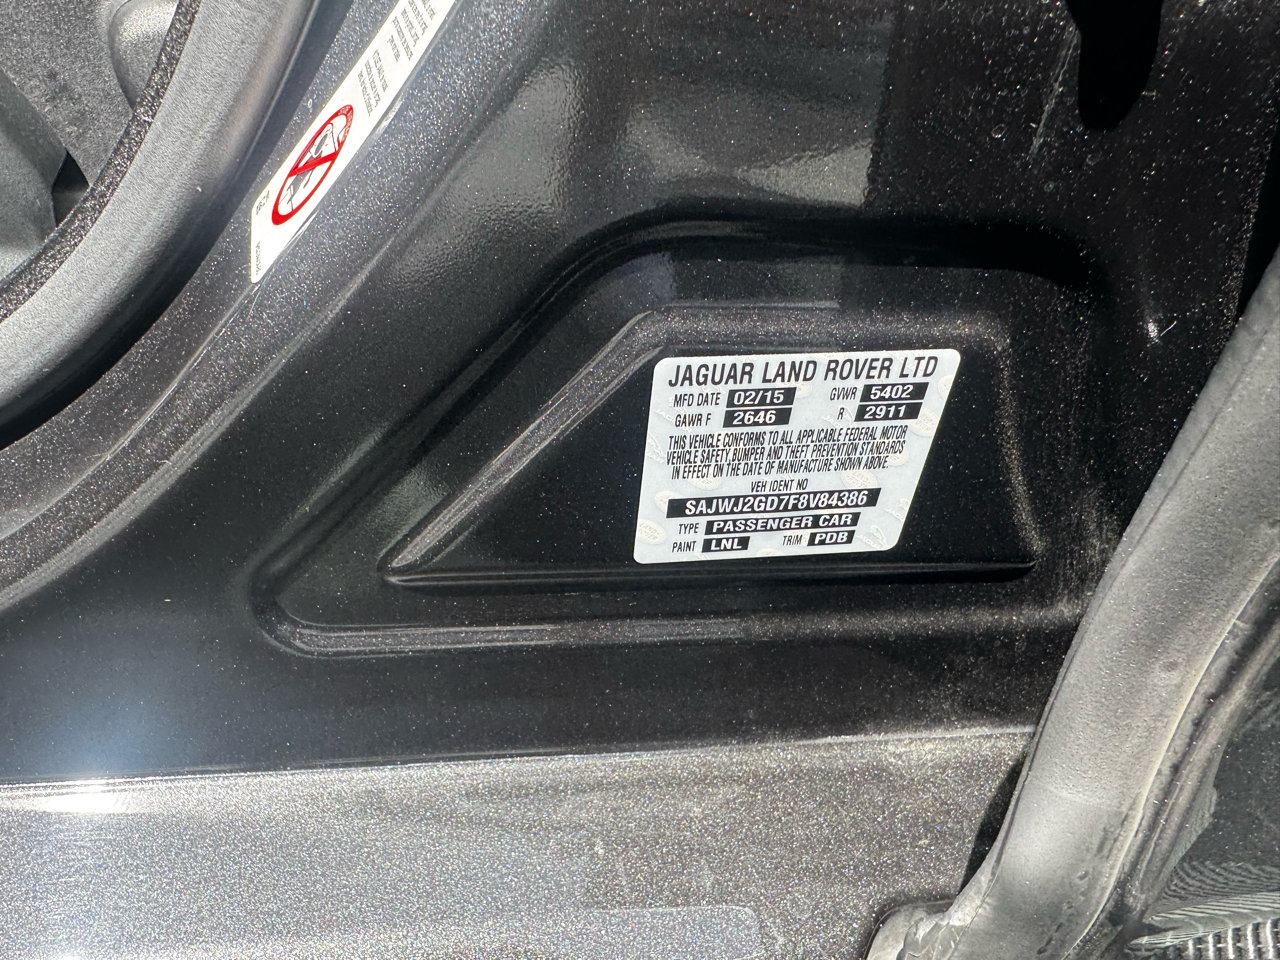 JAGUAR LAND ROVER LTD
MFD DATE 02/15 GVWR 5402
GAWR F 2646 R 2911
THIS VEHICLE CONFORMS TO ALL APPLICABLE FEDERAL MOTOR
VEHICLE SAFETY, BUMPER AND THEFT PREVENTION STANDARDS
IN EFFECT ON THE DATE OF MANUFACTURE SHOWN ABOVE.
VEH IDENT NO
SAJWJ2GD7F8V84386
TYPE PASSENGER CAR
PAINT LNL TRIM PDB